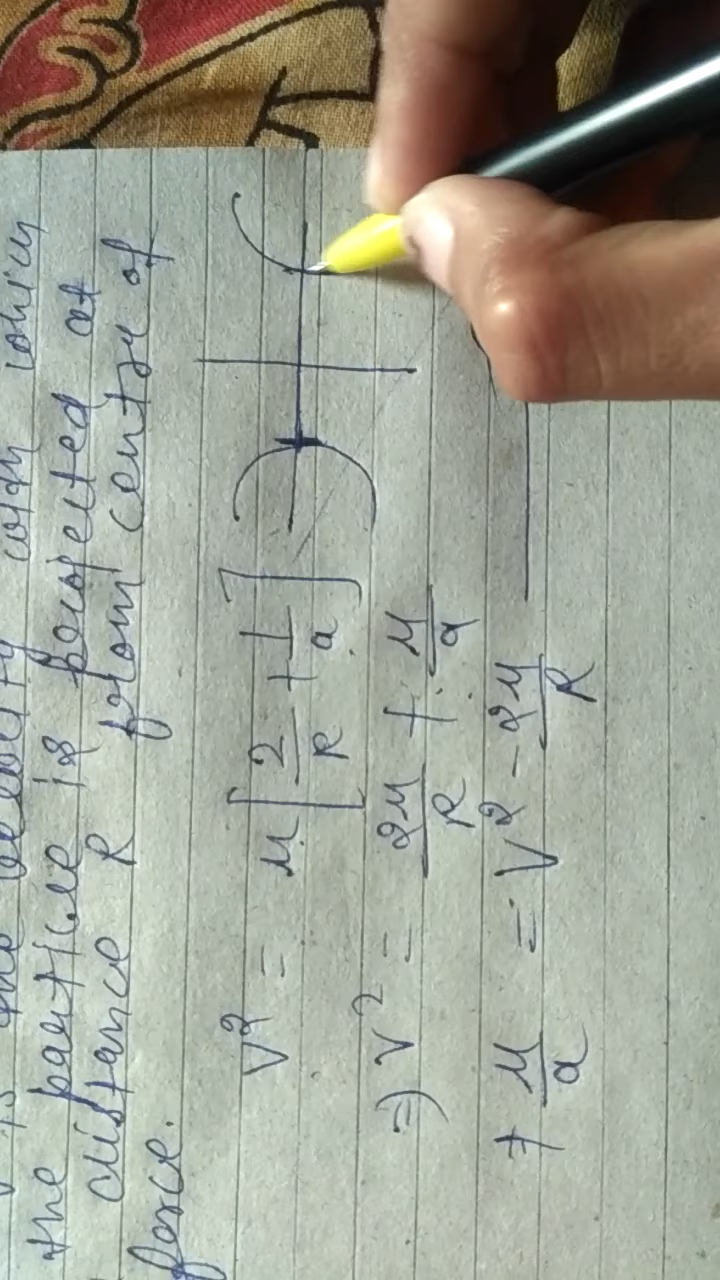 the velocity with which
the particle is projected at
distance R from centre of
force.
V² = μ[2/R + 1/a]
⇒ V² = 2μ/R + μ/a
⇒ μ/a = V² - 2μ/R